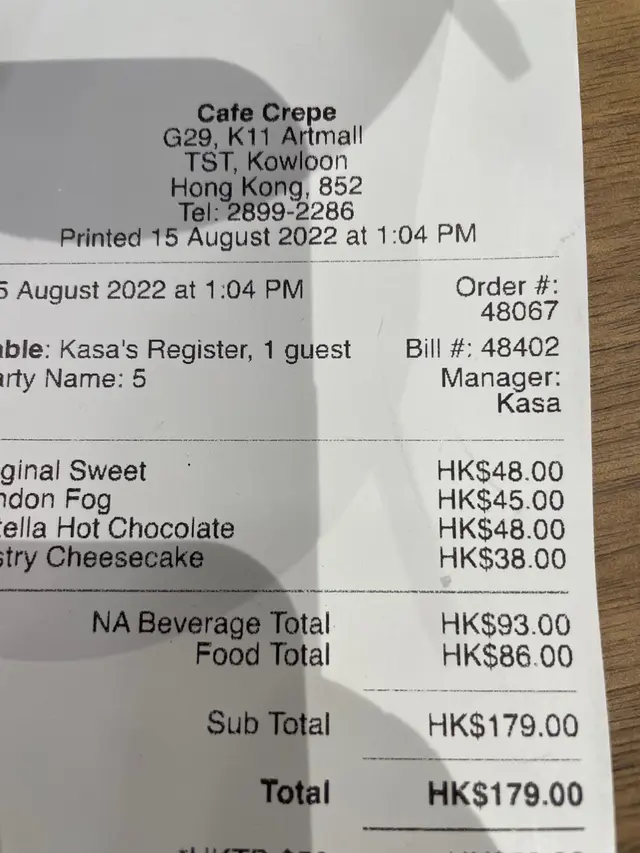 Cafe Crepe
G29, K11 Artmall
TST, Kowloon
Hong Kong, 852
Tel: 2899-2286
Printed 15 August 2022 at 1:04 PM
5 August 2022 at 1:04 PM Order #:
48067
able: Kasa's Register, 1 guest Bill #: 48402
arty Name: 5 Manager:
Kasa
ginal Sweet HK$48.00
ndon Fog HK$45.00
tella Hot Chocolate HK$48.00
stry Cheesecake HK$38.00
NA Beverage Total HK$93.00
Food Total HK$86.00
Sub Total HK$179.00
Total HK$179.00